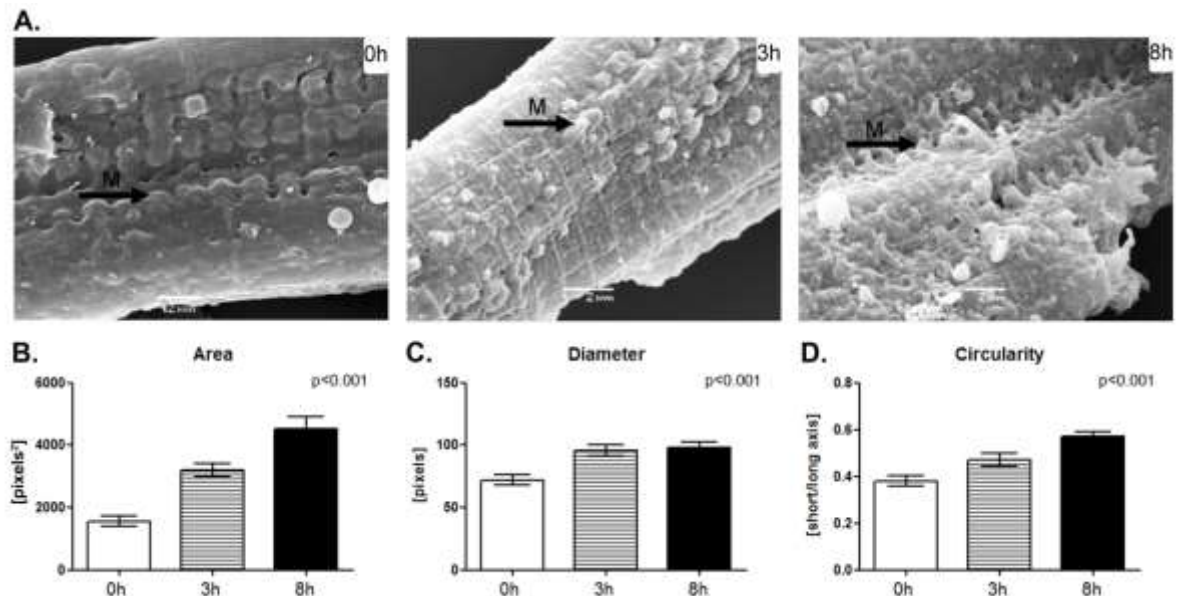 A.
0h
3h
8h
M
M
M
2µm
B.
Area
p<0.001
[pixels²]
6000
4000
2000
0
0h
3h
8h
C.
Diameter
p<0.001
[pixels]
150
100
50
0
0h
3h
8h
D.
Circularity
p<0.001
[short/long axis]
0.8
0.6
0.4
0.2
0.0
0h
3h
8h